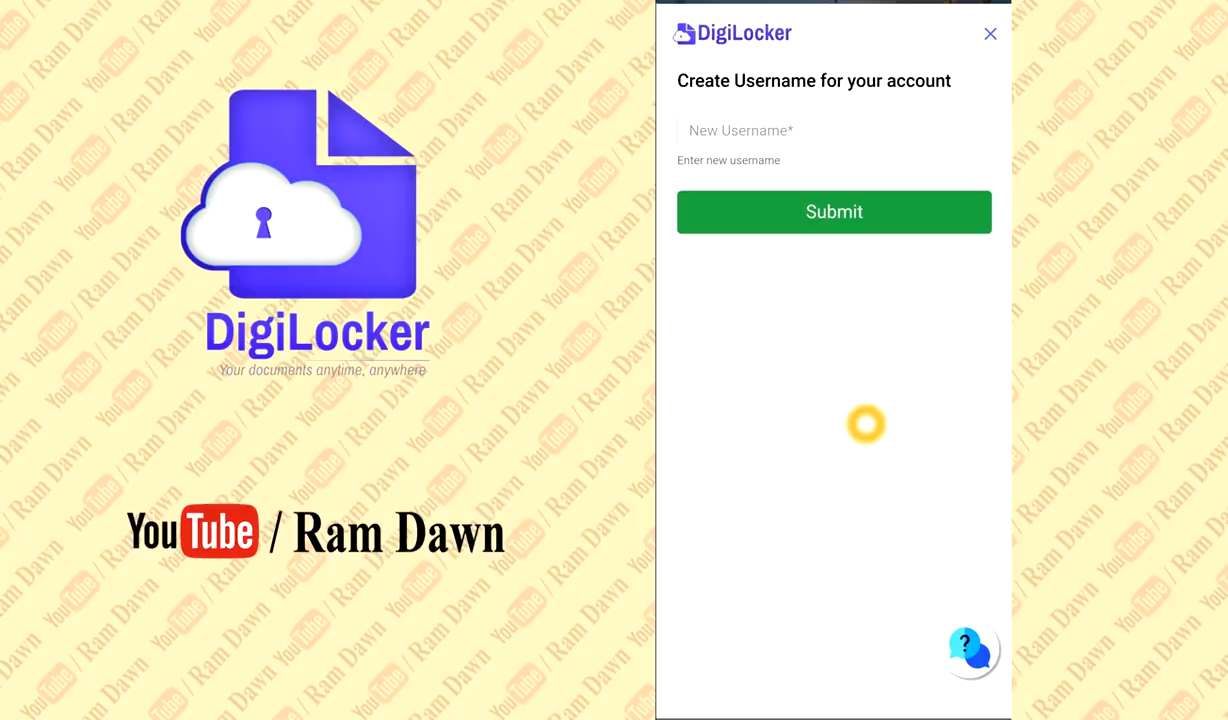 DigiLocker
Your documents anytime, anywhere
YouTube / Ram Dawn
DigiLocker
Create Username for your account
New Username*
Enter new username
Submit
?